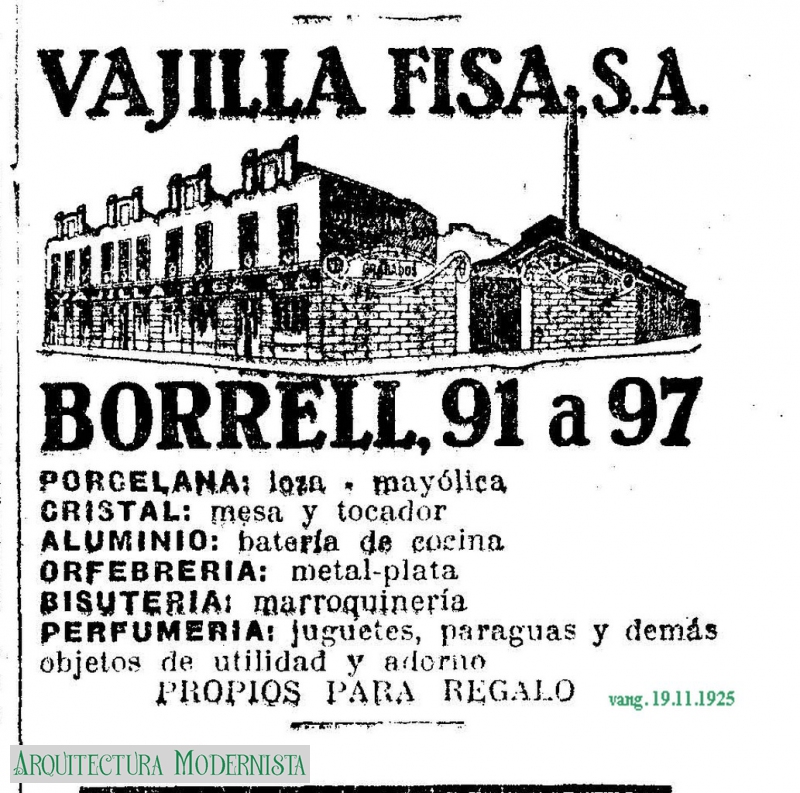 VAJILLA FISA, S.A.
GRABADOS
BORRELL, 91 a 97
PORCELANA: loza - mayólica
CRISTAL: mesa y tocador
ALUMINIO: batería de cocina
ORFEBRERIA: metal-plata
BISUTERIA: marroquinería
PERFUMERIA: juguetes, paraguas y demás
objetos de utilidad y adorno
PROPIOS PARA REGALO
vang. 19.11.1925
ARQUITECTURA MODERNISTA